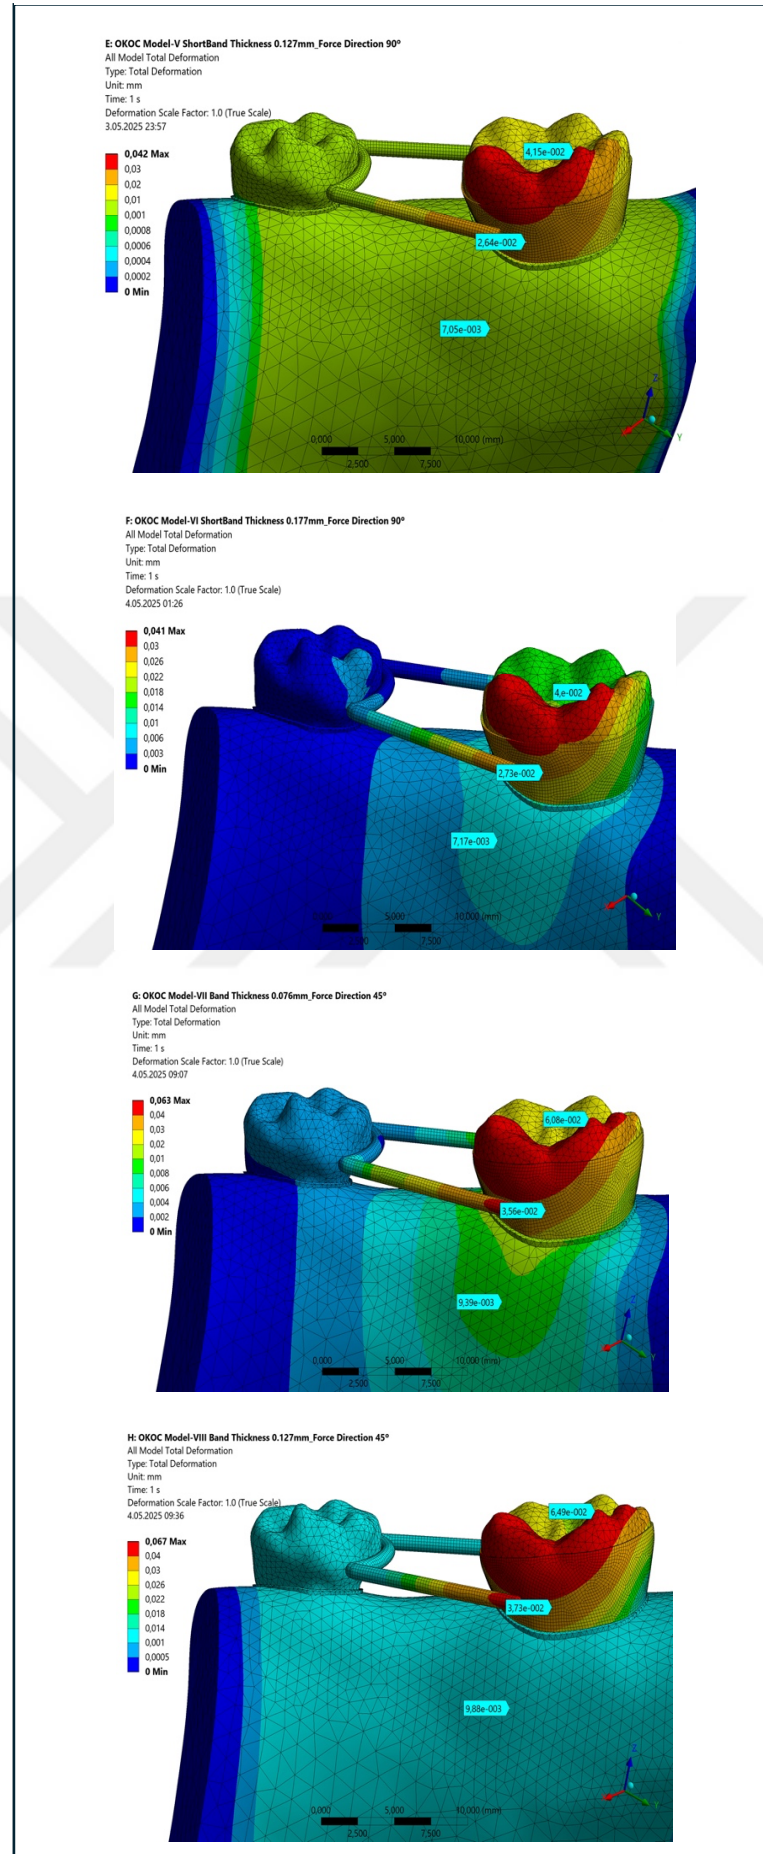 E: OKOC Model-V ShortBand Thickness 0.127mm_Force Direction 90°
All Model Total Deformation
Type: Total Deformation
Unit: mm
Time: 1 s
Deformation Scale Factor: 1.0 (True Scale)
3.05.2025 23:57
0,042 Max
0,03
0,02
0,01
0,001
0,0008
0,0006
0,0004
0,0002
0 Min
4,15e-002
2,64e-002
7,05e-003
0,000 5,000 10,000 (mm)
2,500 7,500
Z
Y
F: OKOC Model-VI ShortBand Thickness 0.177mm_Force Direction 90°
All Model Total Deformation
Type: Total Deformation
Unit: mm
Time: 1 s
Deformation Scale Factor: 1.0 (True Scale)
4.05.2025 01:26
0,041 Max
0,03
0,026
0,022
0,018
0,014
0,01
0,006
0,003
0 Min
4,e-002
2,73e-002
7,17e-003
5,000 10,000 (mm)
7,500
Y
G: OKOC Model-VII Band Thickness 0.076mm_Force Direction 45°
All Model Total Deformation
Type: Total Deformation
Unit: mm
Time: 1 s
Deformation Scale Factor: 1.0 (True Scale)
4.05.2025 09:07
0,063 Max
0,04
0,03
0,02
0,01
0,008
0,006
0,004
0,002
0 Min
6,08e-002
3,56e-002
9,39e-003
0,000 5,000 10,000 (mm)
2,500 7,500
Z
Y
H: OKOC Model-VIII Band Thickness 0.127mm_Force Direction 45°
All Model Total Deformation
Type: Total Deformation
Unit: mm
Time: 1 s
Deformation Scale Factor: 1.0 (True Scale)
4.05.2025 09:36
0,067 Max
0,04
0,03
0,026
0,022
0,018
0,014
0,001
0,0005
0 Min
6,49e-002
3,73e-002
9,88e-003
0,000 5,000 10,000 (mm)
2,500 7,500
Z
Y